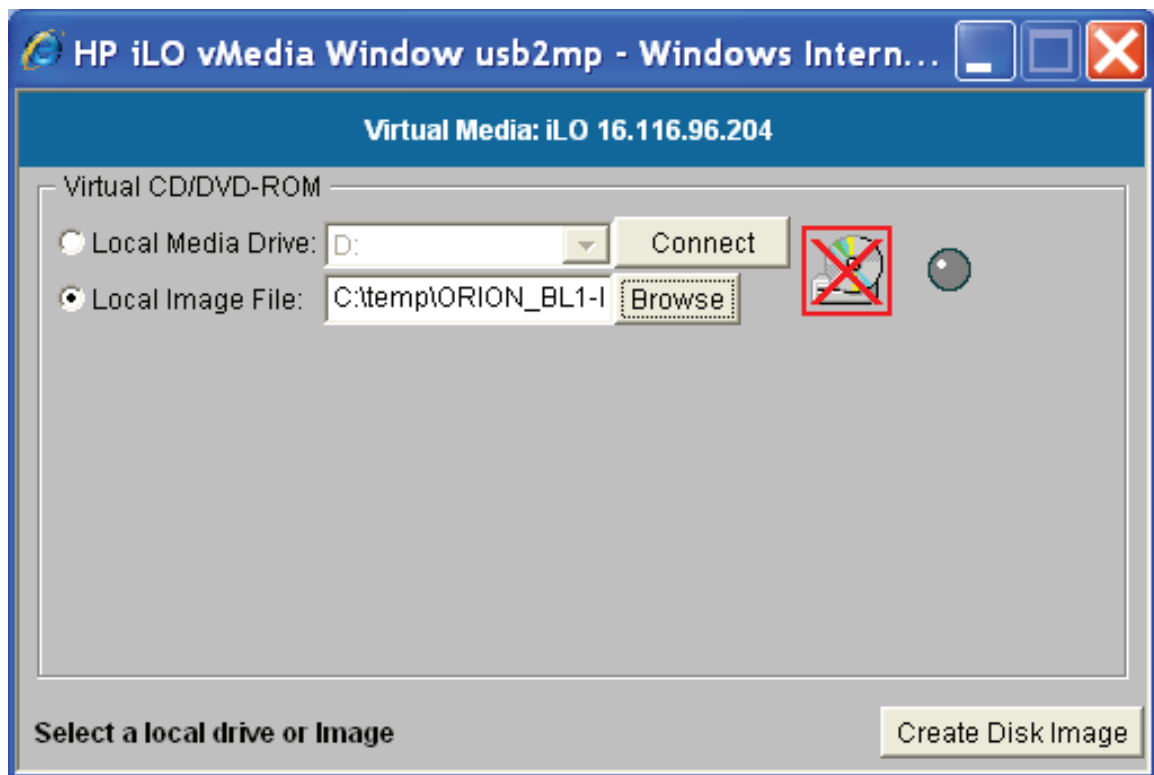 HP iLO vMedia Window usb2mp - Windows Intern...
Virtual Media: iLO 16.116.96.204
Virtual CD/DVD-ROM
Local Media Drive: D: Connect
Local Image File: C:\temp\ORION_BL1-I Browse
Select a local drive or Image Create Disk Image